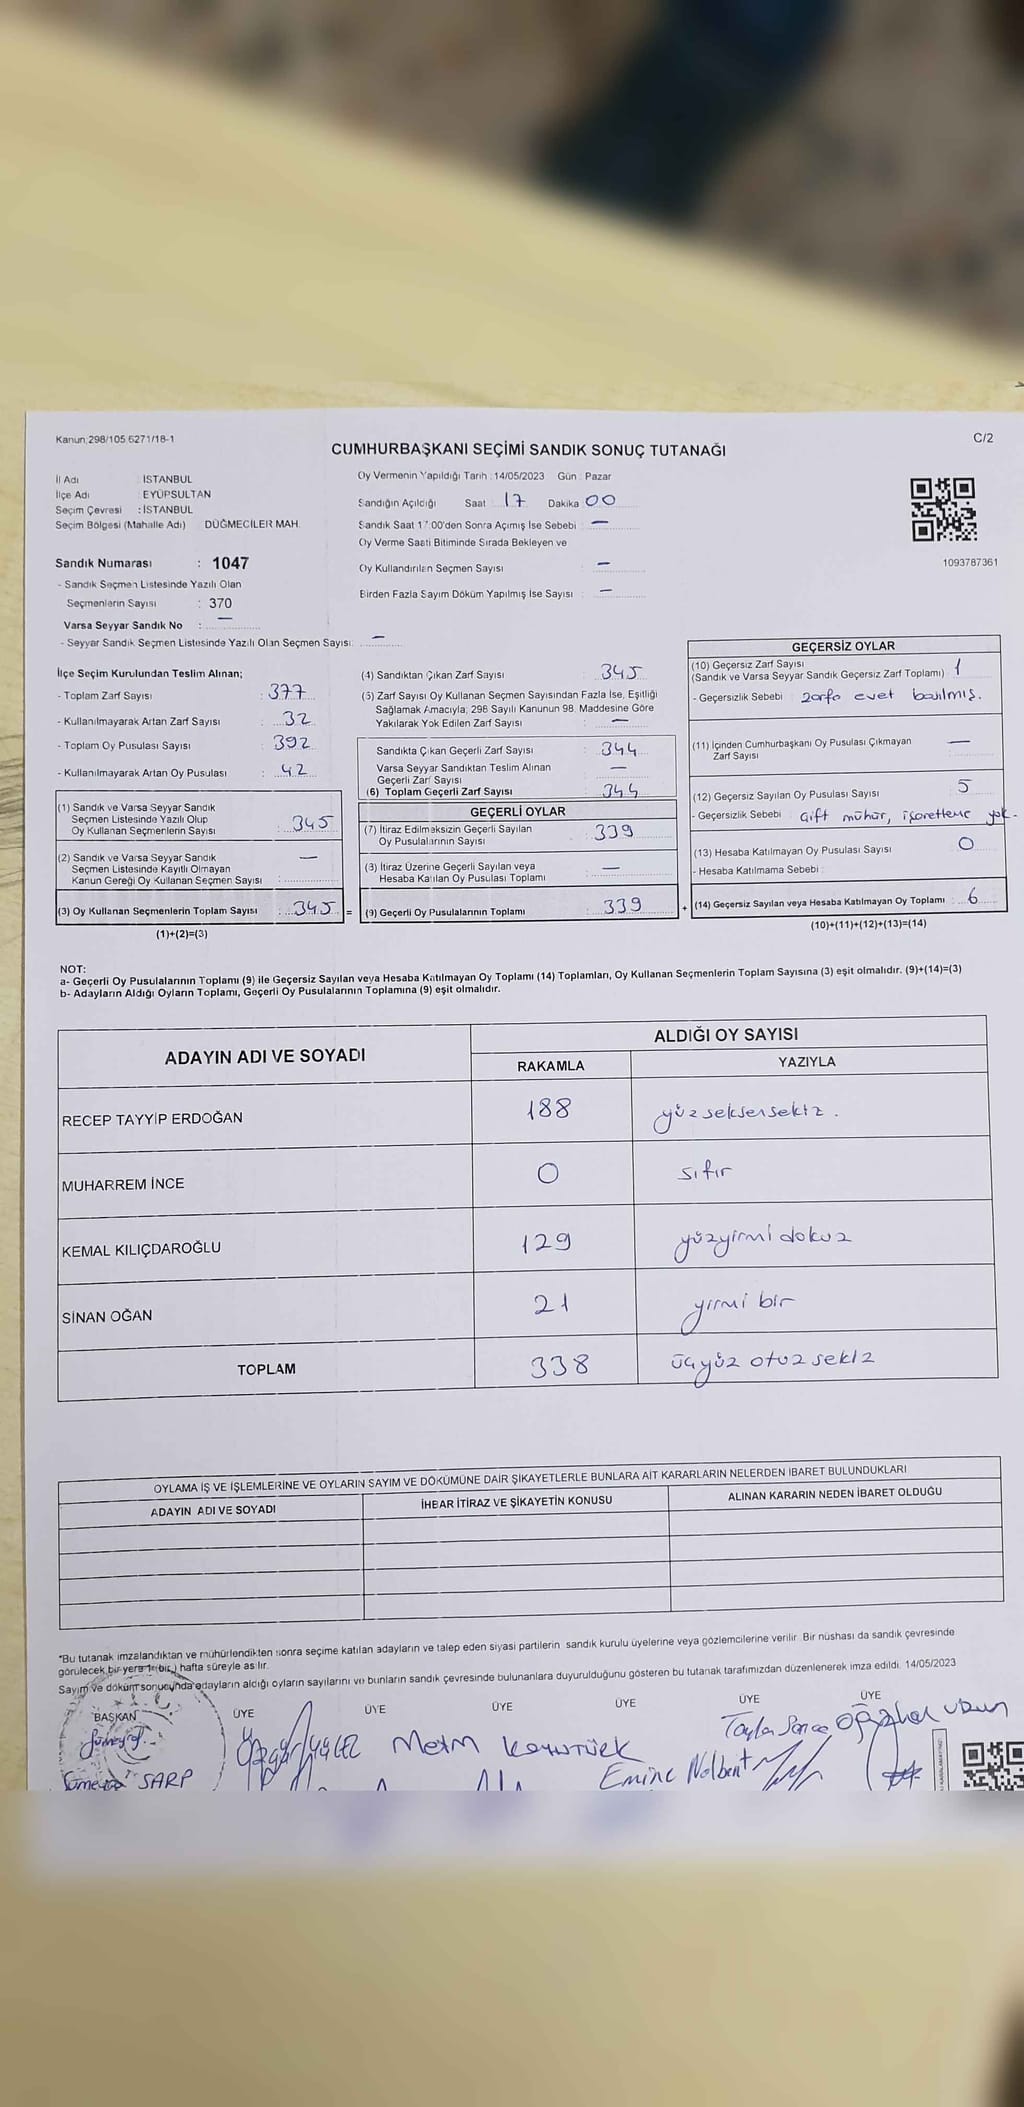 Kanun;298/105 6271/18-1
C/2
CUMHURBAŞKANI SEÇİMİ SANDIK SONUÇ TUTANAĞI
İl Adı İSTANBUL
İlçe Adı : EYÜPSULTAN
Seçim Çevresi : İSTANBUL
Seçim Bölgesi (Mahalle Adı) DÜĞMECİLER MAH.
Sandık Numarası : 1047
- Sandık Seçmen Listesinde Yazılı Olan
Seçmenlerin Sayısı : 370
Varsa Seyyar Sandık No : —
- Seyyar Sandık Seçmen Listesinde Yazılı Olan Seçmen Sayısı: —
Oy Vermenin Yapıldığı Tarih : 14/05/2023 Gün : Pazar
Sandığın Açıldığı Saat 17 Dakika 00
Sandık Saat 17:00'den Sonra Açılmış İse Sebebi : —
Oy Verme Saati Bitiminde Sırada Bekleyen ve
Oy Kullandırılan Seçmen Sayısı : —
Birden Fazla Sayım Döküm Yapılmış İse Sayısı : —
1093787361
İlçe Seçim Kurulundan Teslim Alınan;
- Toplam Zarf Sayısı : 377
- Kullanılmayarak Artan Zarf Sayısı : 32
- Toplam Oy Pusulası Sayısı : 392
- Kullanılmayarak Artan Oy Pusulası : 42
(1) Sandık ve Varsa Seyyar Sandık
Seçmen Listesinde Yazılı Olup
Oy Kullanan Seçmenlerin Sayısı : 345
(2) Sandık ve Varsa Seyyar Sandık
Seçmen Listesinde Kayıtlı Olmayan
Kanun Gereği Oy Kullanan Seçmen Sayısı : —
(3) Oy Kullanan Seçmenlerin Toplam Sayısı : 345 =
(1)+(2)=(3)
(4) Sandıktan Çıkan Zarf Sayısı : 345
(5) Zarf Sayısı Oy Kullanan Seçmen Sayısından Fazla İse, Eşitliği
Sağlamak Amacıyla, 298 Sayılı Kanunun 98. Maddesine Göre
Yakılarak Yok Edilen Zarf Sayısı : —
Sandıkta Çıkan Geçerli Zarf Sayısı : 344
Varsa Seyyar Sandıktan Teslim Alınan
Geçerli Zarf Sayısı : —
(6) Toplam Geçerli Zarf Sayısı : 344
GEÇERLİ OYLAR
(7) İtiraz Edilmeksizin Geçerli Sayılan
Oy Pusulalarının Sayısı : 339
(8) İtiraz Üzerine Geçerli Sayılan veya
Hesaba Katılan Oy Pusulası Toplamı : —
(9) Geçerli Oy Pusulalarının Toplamı : 339 +
GEÇERSİZ OYLAR
(10) Geçersiz Zarf Sayısı
(Sandık ve Varsa Seyyar Sandık Geçersiz Zarf Toplamı) : 1
- Geçersizlik Sebebi : zarfa evet basılmış.
(11) İçinden Cumhurbaşkanı Oy Pusulası Çıkmayan
Zarf Sayısı : —
(12) Geçersiz Sayılan Oy Pusulası Sayısı : 5
- Geçersizlik Sebebi : Çift mühür, işaretleme yok.
(13) Hesaba Katılmayan Oy Pusulası Sayısı : 0
- Hesaba Katılmama Sebebi :
(14) Geçersiz Sayılan veya Hesaba Katılmayan Oy Toplamı : 6
(10)+(11)+(12)+(13)=(14)
NOT:
a- Geçerli Oy Pusulalarının Toplamı (9) ile Geçersiz Sayılan veya Hesaba Katılmayan Oy Toplamı (14) Toplamları, Oy Kullanan Seçmenlerin Toplam Sayısına (3) eşit olmalıdır. (9)+(14)=(3)
b- Adayların Aldığı Oyların Toplamı, Geçerli Oy Pusulalarının Toplamına (9) eşit olmalıdır.
ADAYIN ADI VE SOYADI
ALDIĞI OY SAYISI
RAKAMLA YAZIYLA
RECEP TAYYİP ERDOĞAN 188 yüzseksensekiz.
MUHARREM İNCE 0 sıfır
KEMAL KILIÇDAROĞLU 129 yüzyirmi dokuz
SİNAN OĞAN 21 yirmi bir
TOPLAM 338 üçyüz otuz sekiz
OYLAMA İŞ VE İŞLEMLERİNE VE OYLARIN SAYIM VE DÖKÜMÜNE DAİR ŞİKAYETLERLE BUNLARA AİT KARARLARIN NELERDEN İBARET BULUNDUKLARI
ADAYIN ADI VE SOYADI İHBAR İTİRAZ VE ŞİKAYETİN KONUSU ALINAN KARARIN NEDEN İBARET OLDUĞU
*Bu tutanak imzalandıktan ve mühürlendikten sonra seçime katılan adayların ve talep eden siyasi partilerin sandık kurulu üyelerine veya gözlemcilerine verilir. Bir nüshası da sandık çevresinde
görülecek bir yere 1(bir) hafta süreyle asılır.
Sayım ve döküm sonucunda adayların aldığı oyların sayılarını ve bunların sandık çevresinde bulunanlara duyurulduğunu gösteren bu tutanak tarafımızdan düzenlenerek imza edildi. 14/05/2023
BAŞKAN ÜYE ÜYE ÜYE ÜYE ÜYE ÜYE
SARP
Emine Nalbant